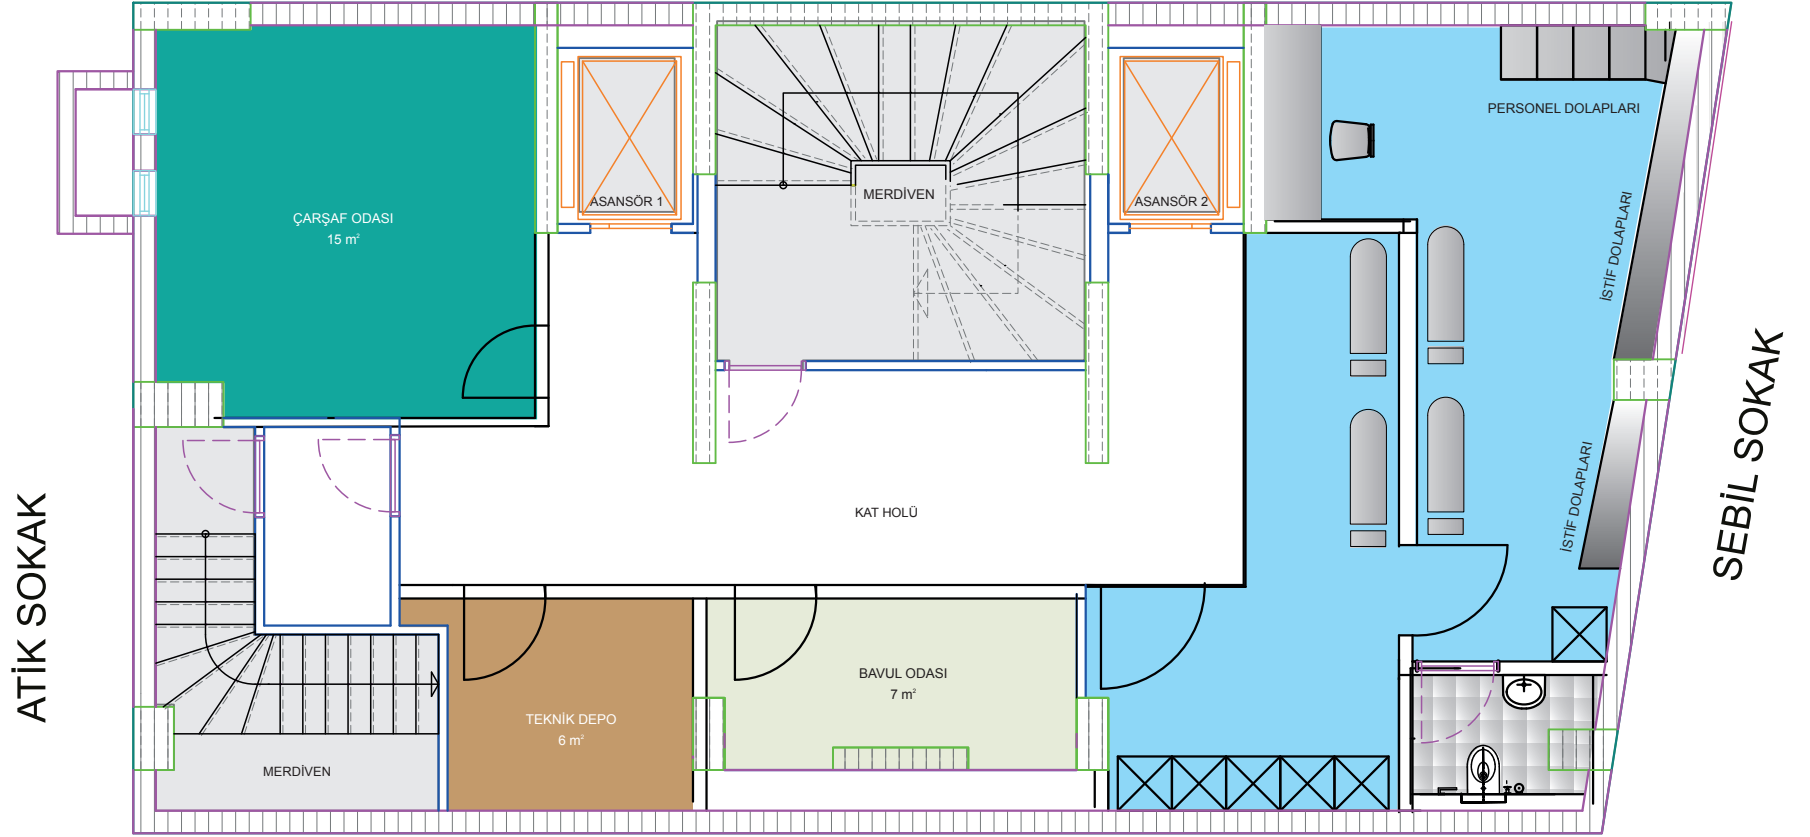 PERSONEL DOLAPLARI
ASANSÖR 1
MERDİVEN
ASANSÖR 2
ÇARŞAF ODASI
15 m²
İSTİF DOLAPLARI
İSTİF DOLAPLARI
KAT HOLÜ
ATİK SOKAK
SEBİL SOKAK
BAVUL ODASI
7 m²
TEKNİK DEPO
6 m²
MERDİVEN